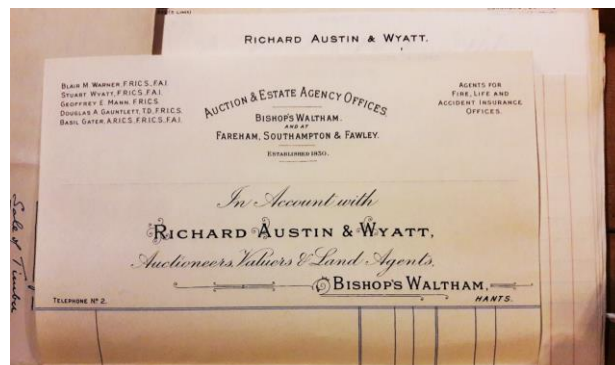 RICHARD AUSTIN & WYATT.
BLAIR M WARNER, F.R.I.C.S., F.A.I.
STUART WYATT, F.R.I.C.S., F.A.I.
GEOFFREY E. MANN, F.R.I.C.S.
DOUGLAS A. GAUNTLETT, T.D., F.R.I.C.S.
BASIL GATER, A.R.I.C.S., F.R.I.C.S., F.A.I.
AUCTION & ESTATE AGENCY OFFICES.
BISHOP'S WALTHAM.
AND AT
FAREHAM, SOUTHAMPTON & FAWLEY.
ESTABLISHED 1850.
AGENTS FOR
FIRE, LIFE AND
ACCIDENT INSURANCE
OFFICES.
In Account with
RICHARD AUSTIN & WYATT,
Auctioneers, Valuors & Land Agents,
BISHOP'S WALTHAM,
HANTS.
TELEPHONE Nº 2.
Sale of Timber